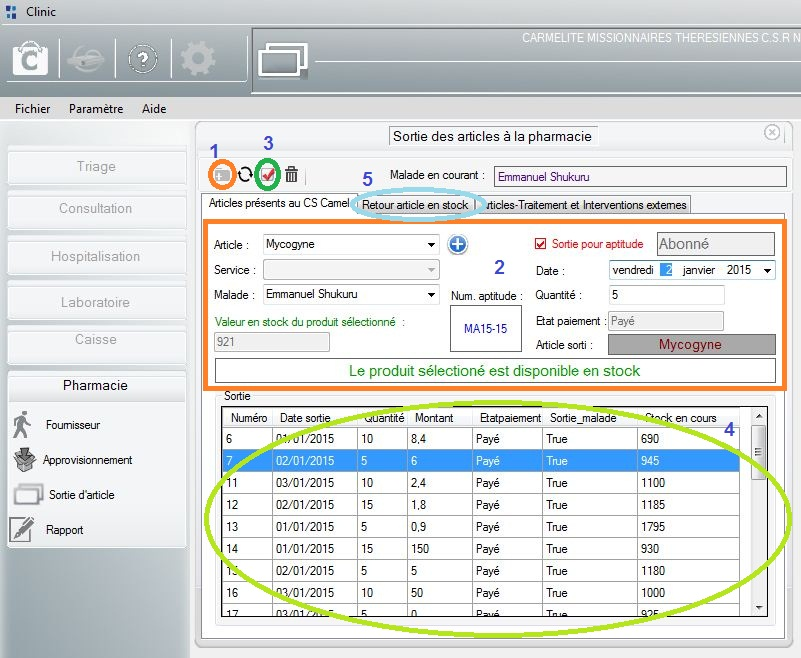 Clinic
CARMELITE MISSIONNAIRES THERESIENNES C.S.R N
C
?
Fichier Paramètre Aide
Triage
Consultation
Hospitalisation
Laboratoire
Caisse
Pharmacie
Fournisseur
Approvisionnement
Sortie d'article
Rapport
Sortie des articles à la pharmacie
1
3
5
Malade en courant : Emmanuel Shukuru
Articles présents au CS Camel Retour article en stock Articles-Traitement et Interventions externes
Article : Mycogyne
Sortie pour aptitude Abonné
Service :
2
Date : vendredi 2 janvier 2015
Malade : Emmanuel Shukuru
Num. aptitude :
MA15-15
Quantité : 5
Valeur en stock du produit sélectionné :
921
Etat paiement : Payé
Article sorti : Mycogyne
Le produit sélectioné est disponible en stock
Sortie
Numéro Date sortie Quantité Montant Etatpaiement Sortie_malade Stock en cours
4
6 01/01/2015 10 8,4 Payé True 690
7 02/01/2015 5 6 Payé True 945
11 03/01/2015 10 2,4 Payé True 1100
12 02/01/2015 15 1,8 Payé True 1185
13 01/01/2015 5 0,9 Payé True 1795
14 01/01/2015 15 150 Payé True 930
15 02/01/2015 5 5 Payé True 1180
16 03/01/2015 10 50 Payé True 1000
17 03/01/2015 5 0 Payé True 925